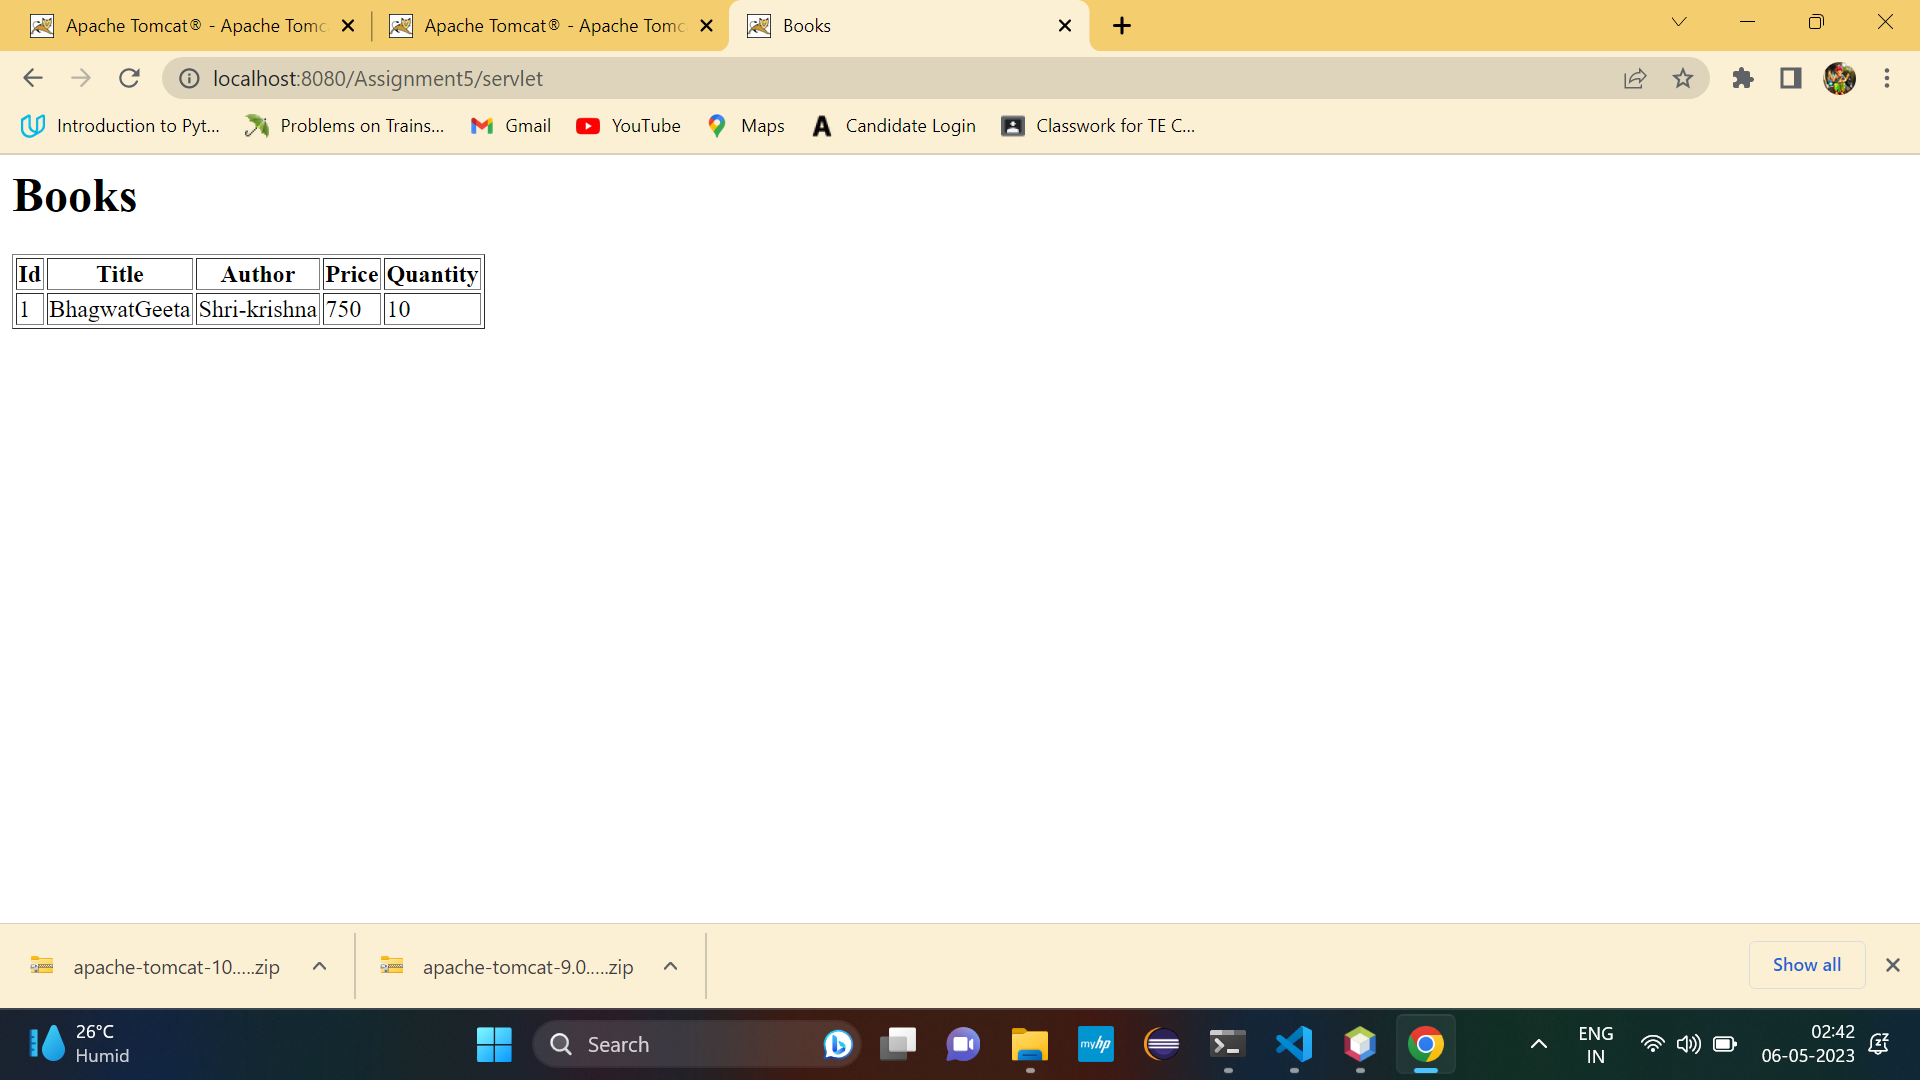 Apache Tomcat® - Apache Tomc
Apache Tomcat® - Apache Tomc
Books
localhost:8080/Assignment5/servlet
Introduction to Pyt...
Problems on Trains...
Gmail
YouTube
Maps
Candidate Login
Classwork for TE C...
Books
Id Title Author Price Quantity
1 BhagwatGeeta Shri-krishna 750 10
apache-tomcat-10.....zip
apache-tomcat-9.0.....zip
Show all
26°C
Humid
Search
myhp
ENG
IN
02:42
06-05-2023